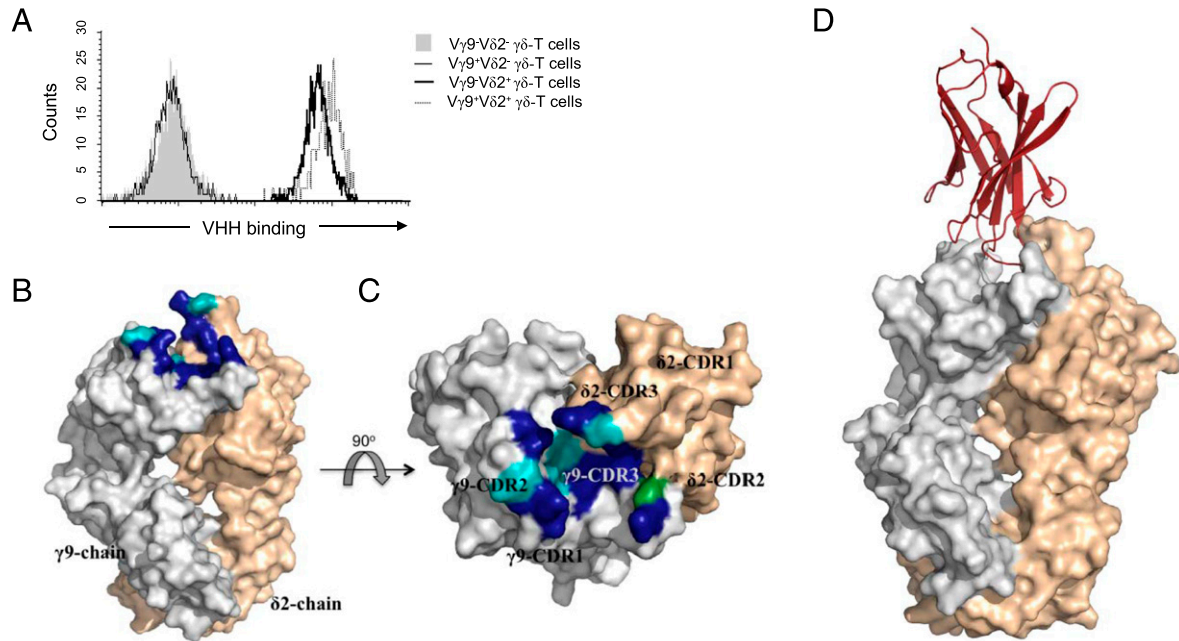 A
30
25
20
15
10
5
0
Counts
VHH binding
Vγ9⁻Vδ2⁻ γδ-T cells
Vγ9⁺Vδ2⁻ γδ-T cells
Vγ9⁻Vδ2⁺ γδ-T cells
Vγ9⁺Vδ2⁺ γδ-T cells
B
γ9-chain
δ2-chain
90°
C
δ2-CDR1
δ2-CDR3
γ9-CDR2
γ9-CDR3
δ2-CDR2
γ9-CDR1
D